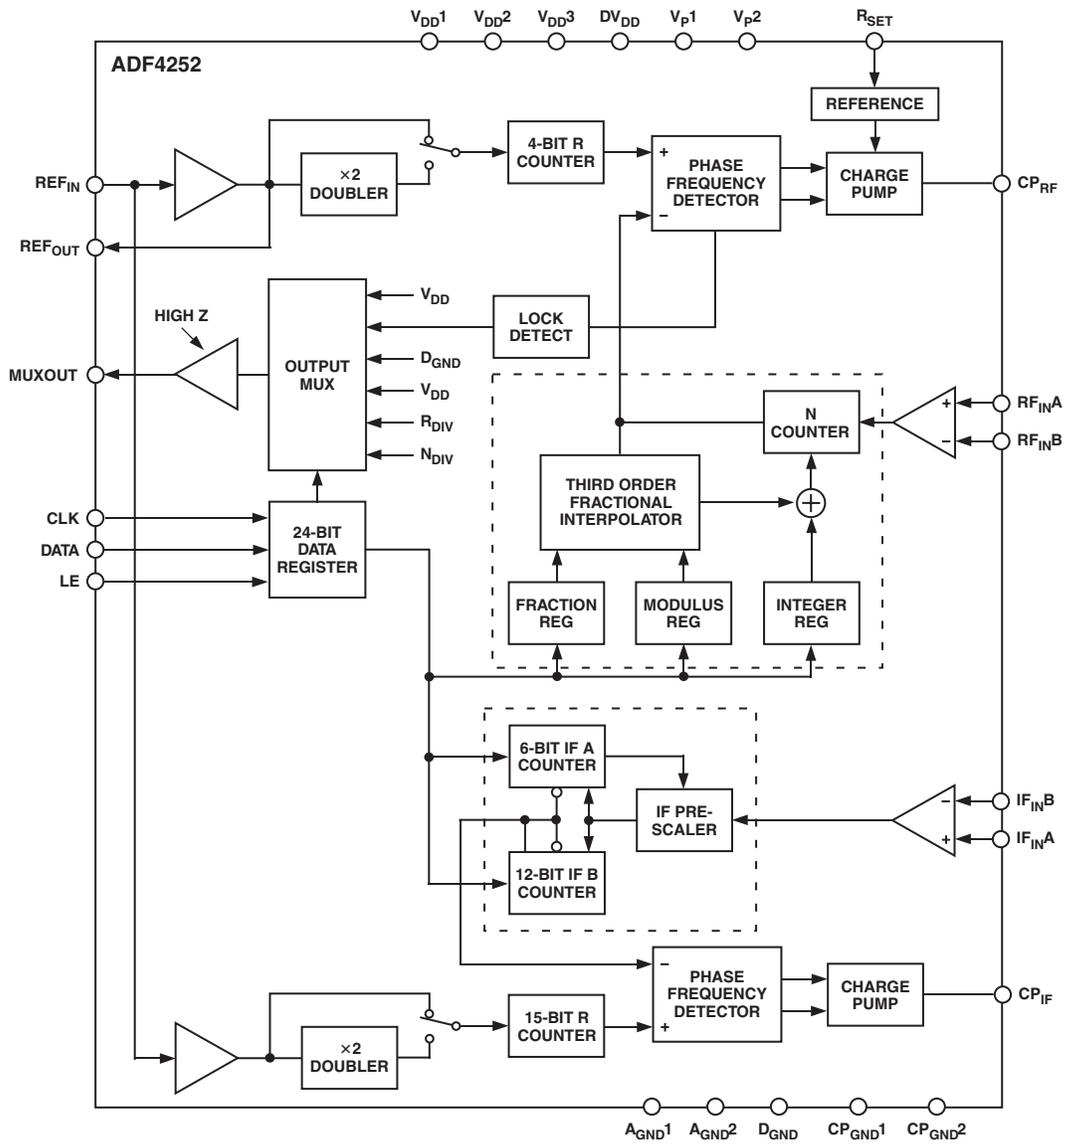 VDD1 VDD2 VDD3 DVDD VP1 VP2 RSET
ADF4252
REFERENCE
4-BIT R
COUNTER
+
PHASE
FREQUENCY
DETECTOR
−
CHARGE
PUMP
CPRF
×2
DOUBLER
REFIN
REFOUT
HIGH Z
MUXOUT
OUTPUT
MUX
VDD
DGND
VDD
RDIV
NDIV
LOCK
DETECT
N
COUNTER
+
−
RFINA
RFINB
THIRD ORDER
FRACTIONAL
INTERPOLATOR
+
CLK
DATA
LE
24-BIT
DATA
REGISTER
FRACTION
REG
MODULUS
REG
INTEGER
REG
6-BIT IF A
COUNTER
IF PRE-
SCALER
12-BIT IF B
COUNTER
−
+
IFINB
IFINA
−
PHASE
FREQUENCY
DETECTOR
+
CHARGE
PUMP
CPIF
15-BIT R
COUNTER
×2
DOUBLER
AGND1 AGND2 DGND CPGND1 CPGND2